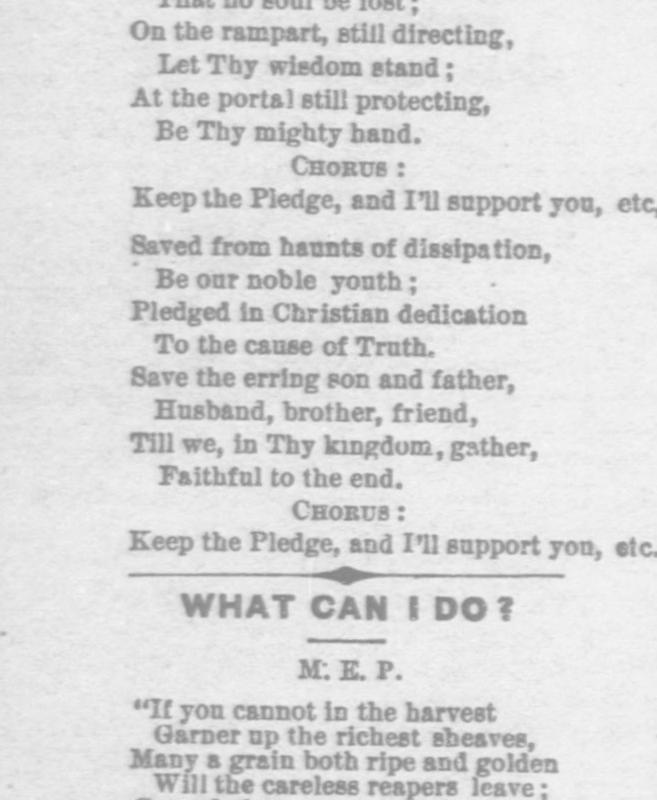 That no soul be lost;
On the rampart, still directing,
Let Thy wisdom stand;
At the portal still protecting,
Be Thy mighty hand.
CHORUS:
Keep the Pledge, and I'll support you, etc,
Saved from haunts of dissipation,
Be our noble youth;
Pledged in Christian dedication
To the cause of Truth.
Save the erring son and father,
Husband, brother, friend,
Till we, in Thy kingdom, gather,
Faithful to the end.
CHORUS:
Keep the Pledge, and I'll support you, etc.
WHAT CAN I DO?
M. E. P.
"If you cannot in the harvest
Garner up the richest sheaves,
Many a grain both ripe and golden
Will the careless reapers leave;